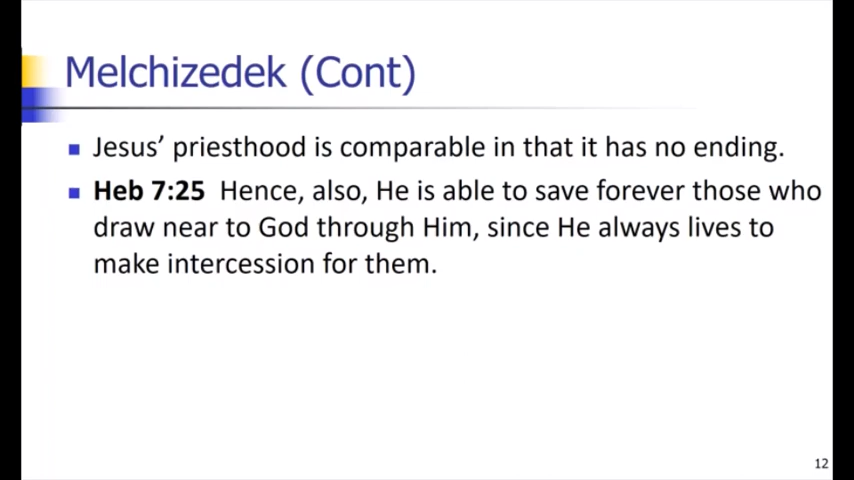 Melchizedek (Cont)
Jesus’ priesthood is comparable in that it has no ending.
Heb 7:25 Hence, also, He is able to save forever those who
draw near to God through Him, since He always lives to
make intercession for them.
12